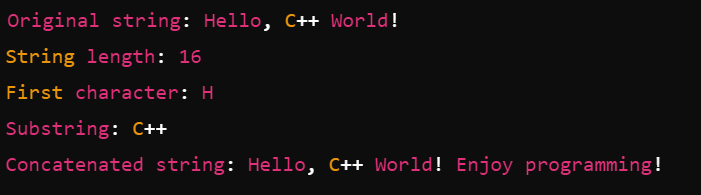 Original string: Hello, C++ World!
String length: 16
First character: H
Substring: C++
Concatenated string: Hello, C++ World! Enjoy programming!